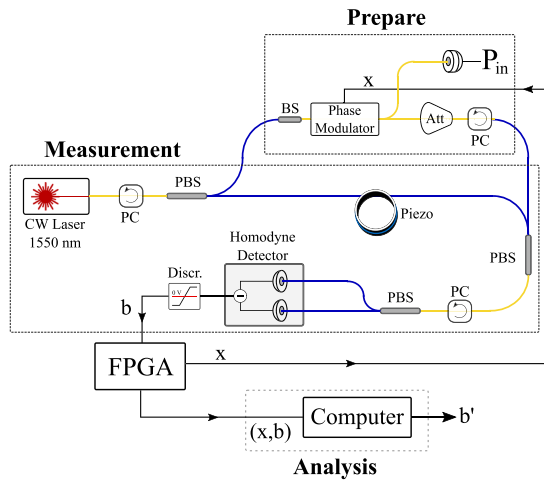 Prepare
P_in
x
BS
Phase
Modulator
Att
PC
Measurement
PBS
CW Laser
1550 nm
PC
Piezo
Homodyne
Detector
PBS
Discr.
0 V
PBS
PC
b
FPGA
x
(x,b)
Computer
b'
Analysis